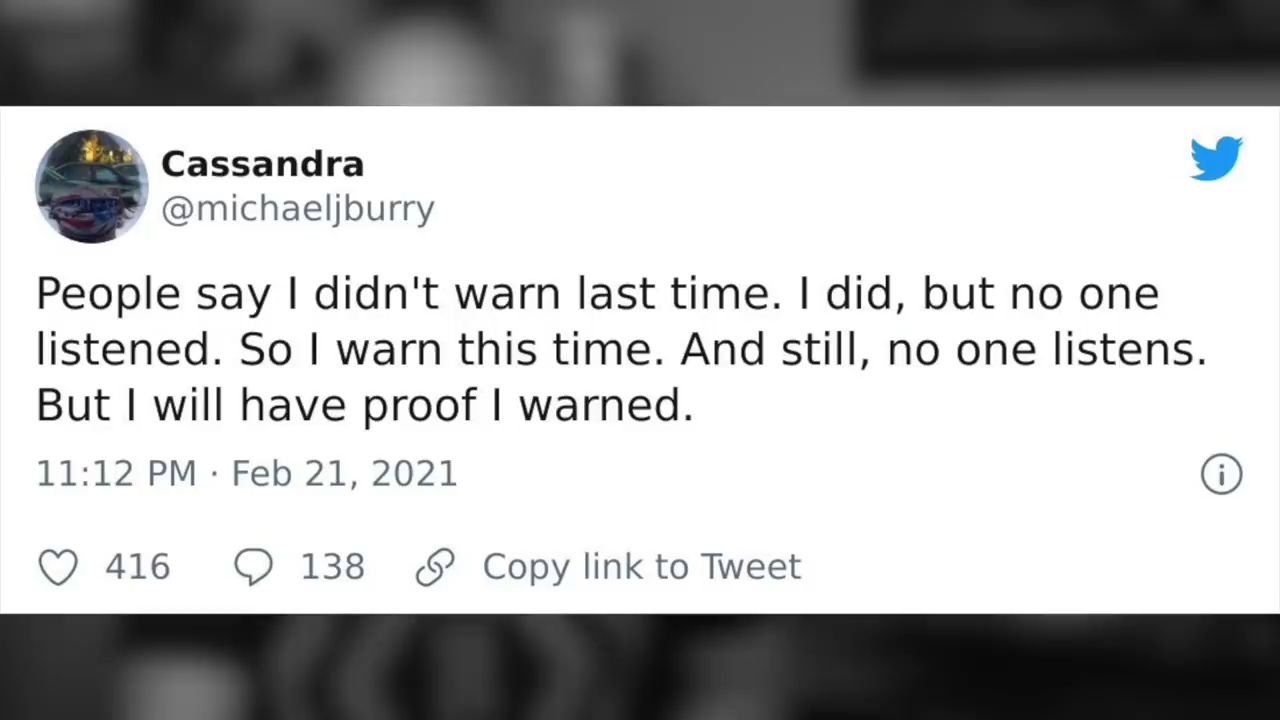 Cassandra
@michaeljburry
People say I didn't warn last time. I did, but no one
listened. So I warn this time. And still, no one listens.
But I will have proof I warned.
11:12 PM · Feb 21, 2021
416 138 Copy link to Tweet